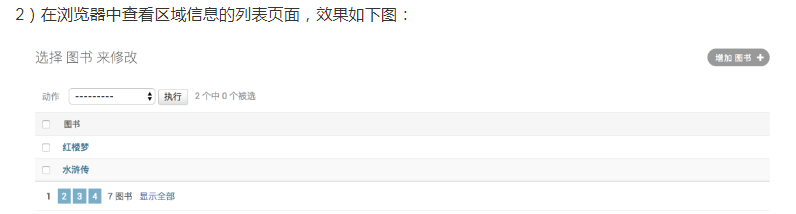 2）在浏览器中查看区域信息的列表页面，效果如下图：
选择 图书 来修改
增加 图书 +
动作 --------- 执行 2 个中 0 个被选
图书
红楼梦
水浒传
1 2 3 4 7 图书 显示全部